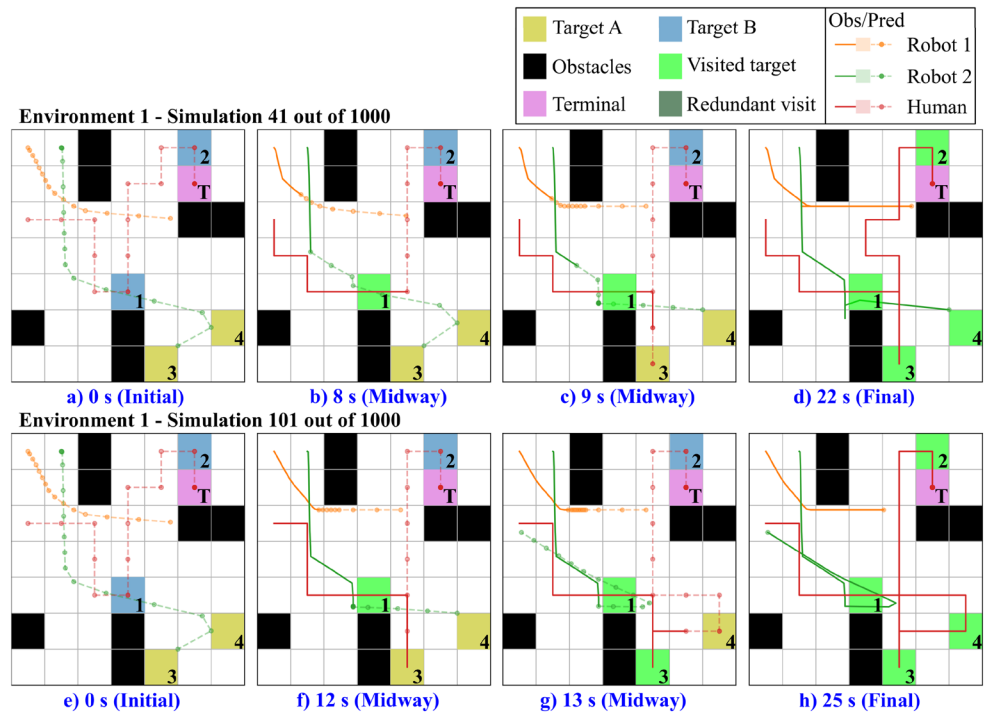 Target A
Target B
Obs/Pred
Obstacles
Visited target
Robot 1
Terminal
Redundant visit
Robot 2
Human
Environment 1 - Simulation 41 out of 1000
2
T
1
4
3
2
T
1
4
3
2
T
1
4
3
2
T
1
4
3
a) 0 s (Initial)
b) 8 s (Midway)
c) 9 s (Midway)
d) 22 s (Final)
Environment 1 - Simulation 101 out of 1000
2
T
1
4
3
2
T
1
4
3
2
T
1
4
3
2
T
1
4
3
e) 0 s (Initial)
f) 12 s (Midway)
g) 13 s (Midway)
h) 25 s (Final)